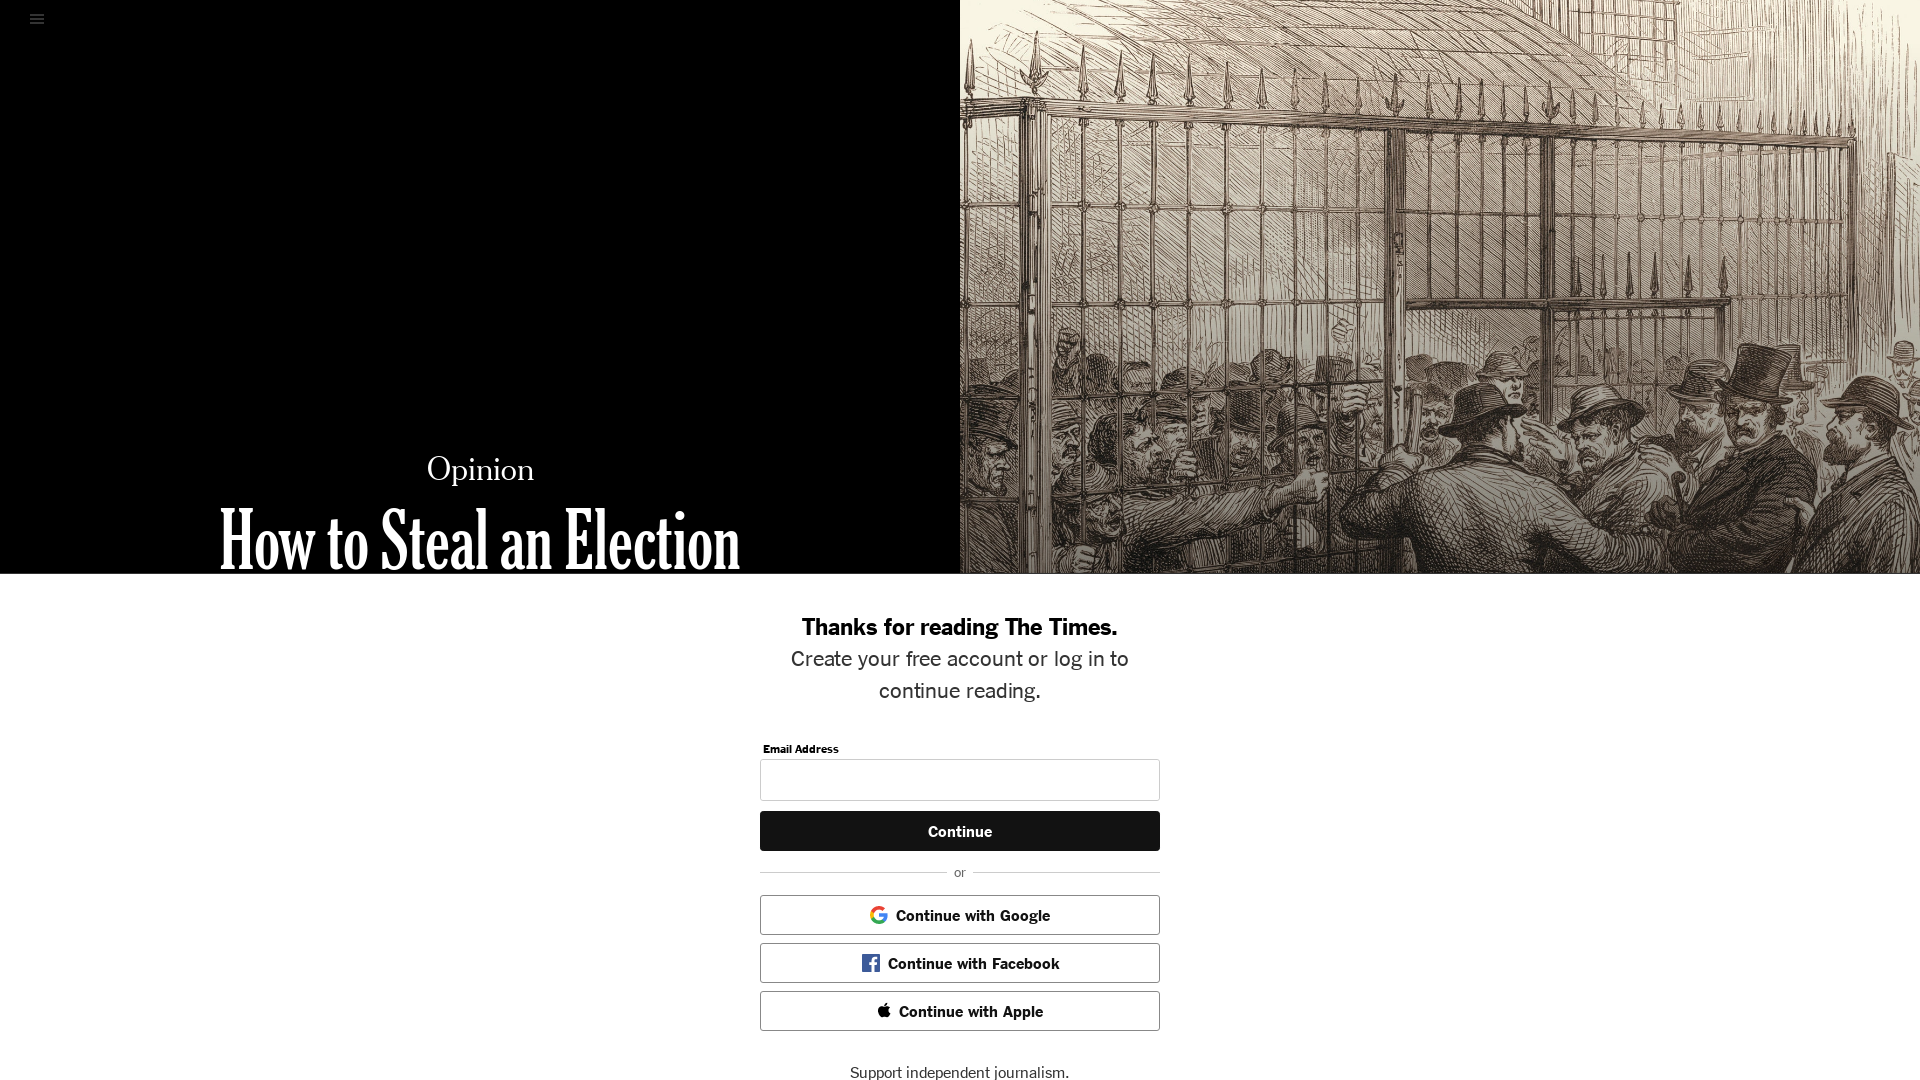 Opinion
How to Steal an Election
Thanks for reading The Times.
Create your free account or log in to
continue reading.
Email Address
Continue
or
Continue with Google
Continue with Facebook
Continue with Apple
Support independent journalism.